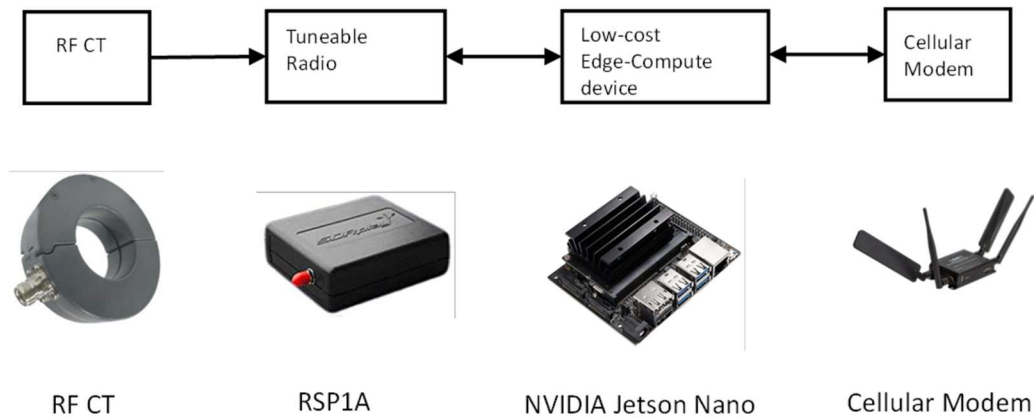 RF CT
Tuneable
Radio
Low-cost
Edge-Compute
device
Cellular
Modem
SDRplay
RF CT
RSP1A
NVIDIA Jetson Nano
Cellular Modem